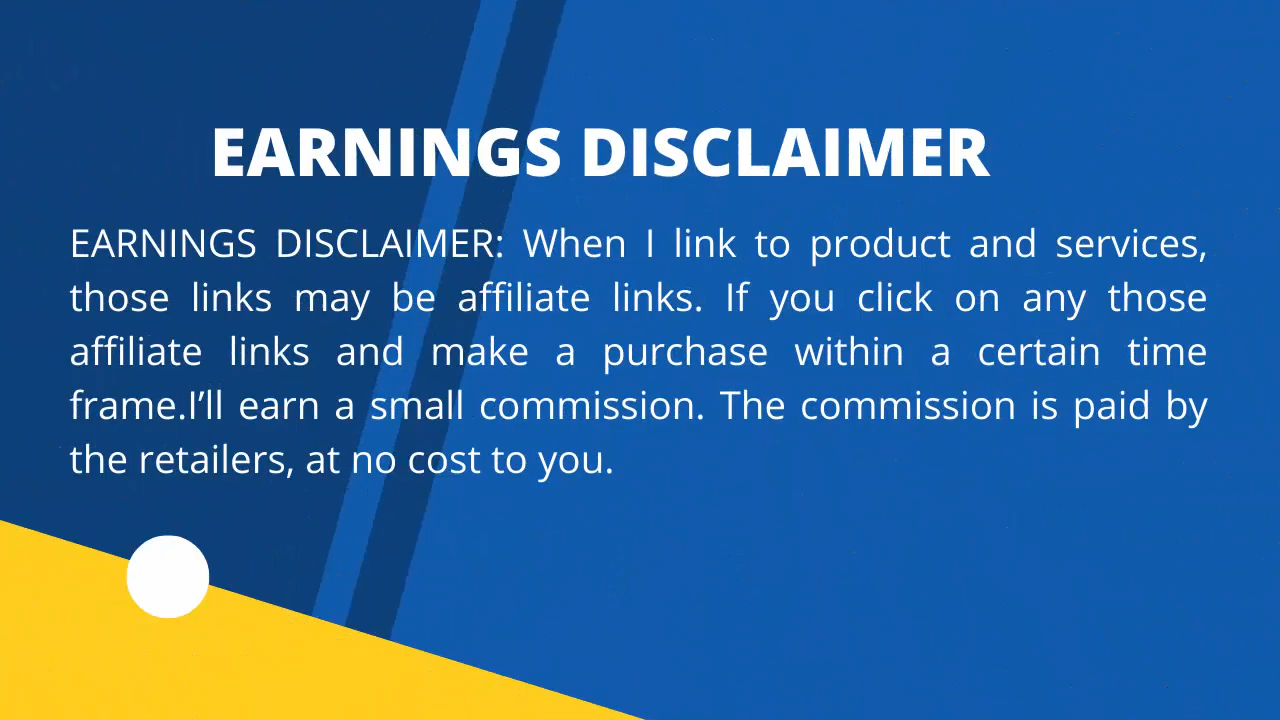 EARNINGS DISCLAIMER
EARNINGS DISCLAIMER: When I link to product and services,
those links may be affiliate links. If you click on any those
affiliate links and make a purchase within a certain time
frame.I’ll earn a small commission. The commission is paid by
the retailers, at no cost to you.